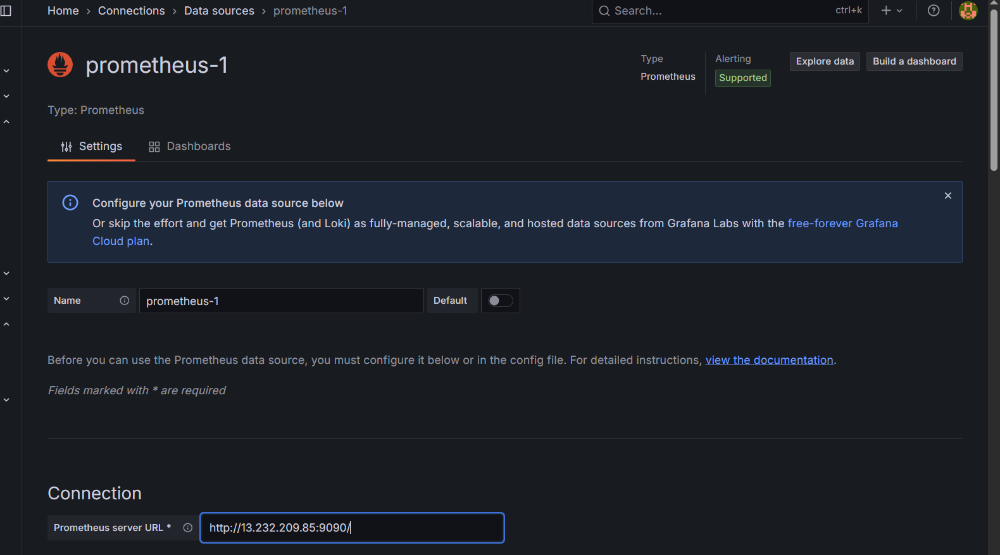 Home › Connections › Data sources › prometheus-1
Search...
ctrl+k
prometheus-1
Type
Prometheus
Alerting
Supported
Explore data
Build a dashboard
Type: Prometheus
Settings
Dashboards
Configure your Prometheus data source below
Or skip the effort and get Prometheus (and Loki) as fully-managed, scalable, and hosted data sources from Grafana Labs with the free-forever Grafana
Cloud plan.
Name
prometheus-1
Default
Before you can use the Prometheus data source, you must configure it below or in the config file. For detailed instructions, view the documentation.
Fields marked with * are required
Connection
Prometheus server URL *
http://13.232.209.85:9090/